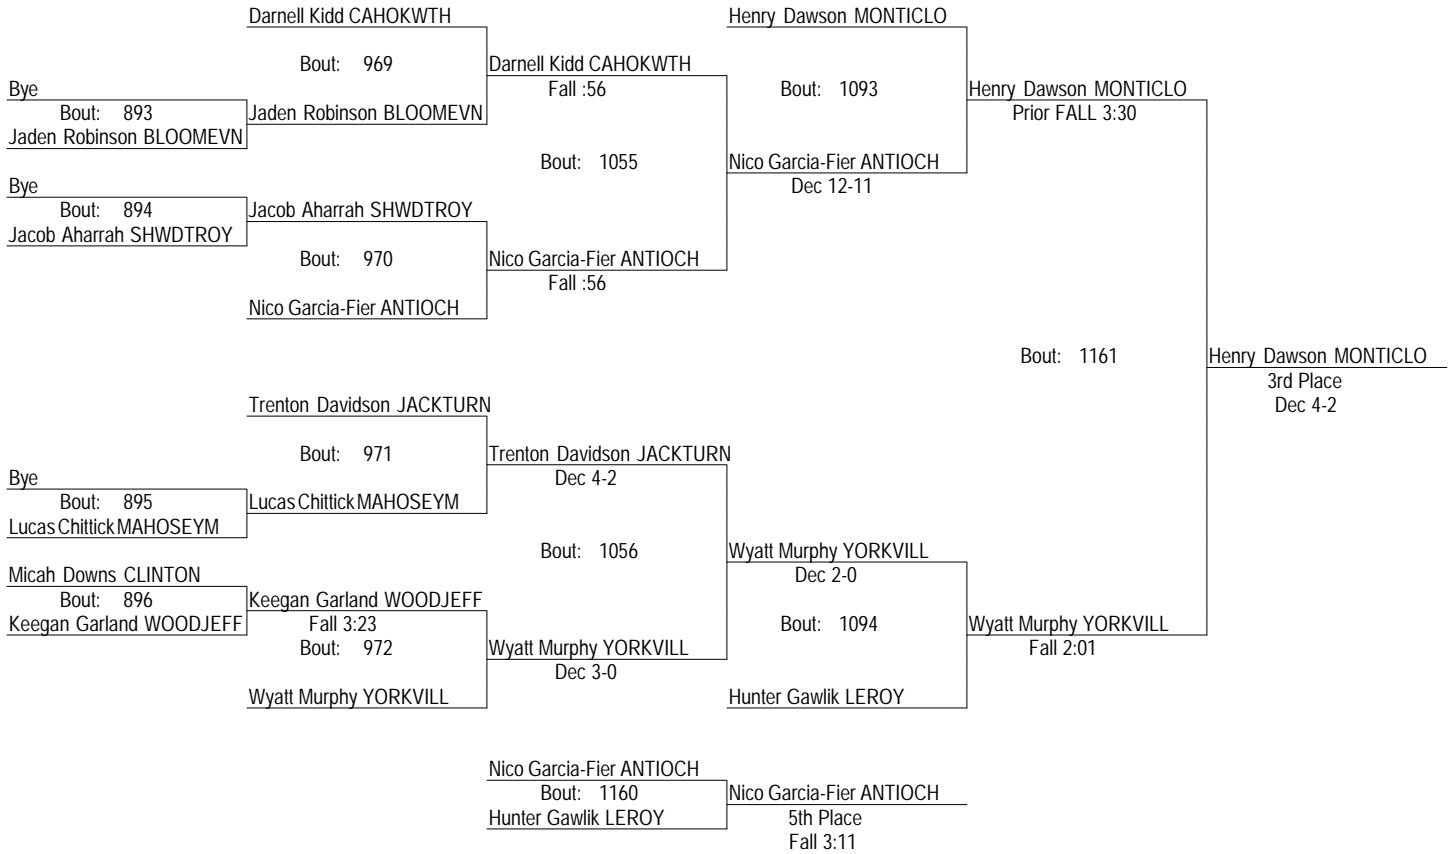 Darnell Kidd CAHOKWTH
Henry Dawson MONTICLO
Bout: 969
Darnell Kidd CAHOKWTH
Fall :56
Bout: 1093
Henry Dawson MONTICLO
Prior FALL 3:30
Bye
Bout: 893
Jaden Robinson BLOOMEVN
Jaden Robinson BLOOMEVN
Bout: 1055
Nico Garcia-Fier ANTIOCH
Dec 12-11
Bye
Bout: 894
Jacob Aharrah SHWDTROY
Jacob Aharrah SHWDTROY
Bout: 970
Nico Garcia-Fier ANTIOCH
Fall :56
Nico Garcia-Fier ANTIOCH
Bout: 1161
Henry Dawson MONTICLO
3rd Place
Dec 4-2
Trenton Davidson JACKTURN
Bout: 971
Trenton Davidson JACKTURN
Dec 4-2
Bye
Bout: 895
Lucas Chittick MAHOSEYM
Lucas Chittick MAHOSEYM
Bout: 1056
Wyatt Murphy YORKVILL
Dec 2-0
Micah Downs CLINTON
Bout: 896
Keegan Garland WOODJEFF
Keegan Garland WOODJEFF
Fall 3:23
Bout: 972
Wyatt Murphy YORKVILL
Dec 3-0
Bout: 1094
Wyatt Murphy YORKVILL
Fall 2:01
Wyatt Murphy YORKVILL
Hunter Gawlik LEROY
Nico Garcia-Fier ANTIOCH
Bout: 1160
Hunter Gawlik LEROY
Nico Garcia-Fier ANTIOCH
5th Place
Fall 3:11